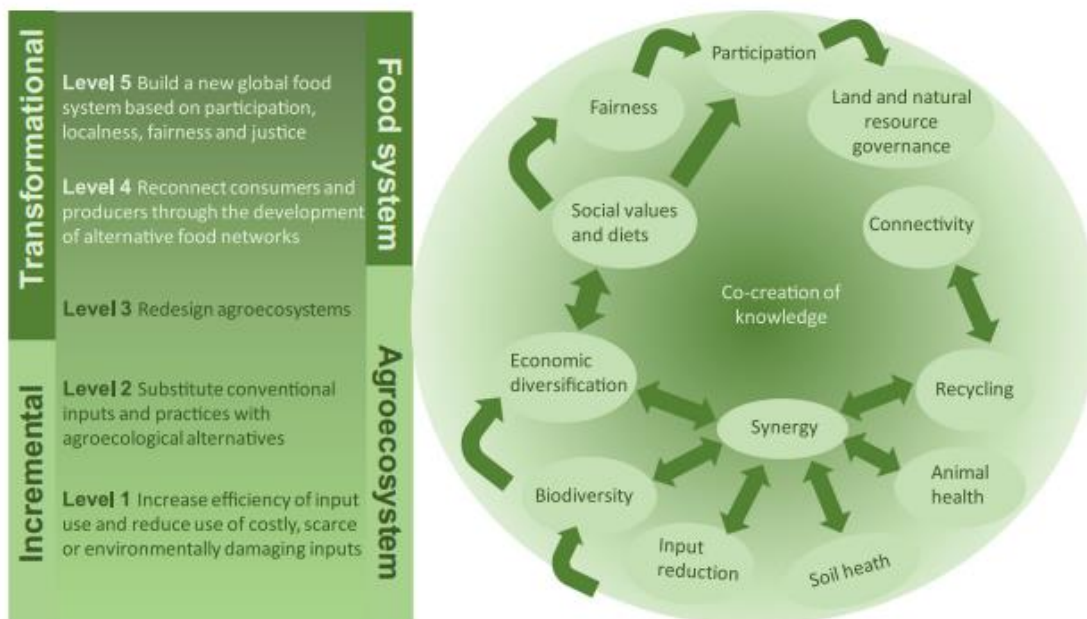 Transformational
Incremental
Level 5 Build a new global food
system based on participation,
localness, fairness and justice
Level 4 Reconnect consumers and
producers through the development
of alternative food networks
Level 3 Redesign agroecosystems
Level 2 Substitute conventional
inputs and practices with
agroecological alternatives
Level 1 Increase efficiency of input
use and reduce use of costly, scarce
or environmentally damaging inputs
Food system
Agroecosystem
Participation
Fairness
Land and natural
resource
governance
Social values
and diets
Connectivity
Co-creation of
knowledge
Economic
diversification
Recycling
Synergy
Animal
health
Biodiversity
Input
reduction
Soil heath